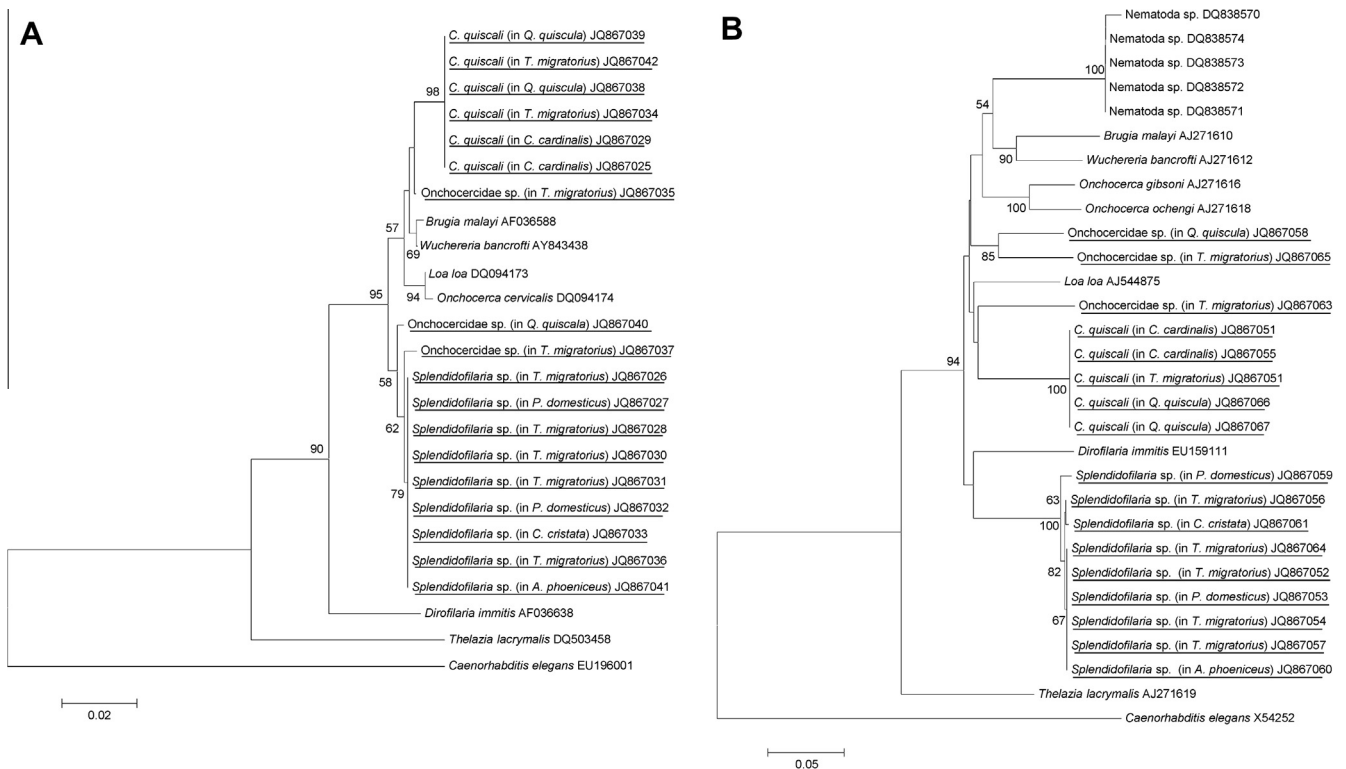 A
C. quiscali (in Q. quiscula) JQ867039
C. quiscali (in T. migratorius) JQ867042
C. quiscali (in Q. quiscula) JQ867038
C. quiscali (in T. migratorius) JQ867034
C. quiscali (in C. cardinalis) JQ867029
C. quiscali (in C. cardinalis) JQ867025
Onchocercidae sp. (in T. migratorius) JQ867035
Brugia malayi AF036588
Wuchereria bancrofti AY843438
Loa loa DQ094173
Onchocerca cervicalis DQ094174
Onchocercidae sp. (in Q. quiscala) JQ867040
Onchocercidae sp. (in T. migratorius) JQ867037
Splendidofilaria sp. (in T. migratorius) JQ867026
Splendidofilaria sp. (in P. domesticus) JQ867027
Splendidofilaria sp. (in T. migratorius) JQ867028
Splendidofilaria sp. (in T. migratorius) JQ867030
Splendidofilaria sp. (in T. migratorius) JQ867031
Splendidofilaria sp. (in P. domesticus) JQ867032
Splendidofilaria sp. (in C. cristata) JQ867033
Splendidofilaria sp. (in T. migratorius) JQ867036
Splendidofilaria sp. (in A. phoeniceus) JQ867041
Dirofilaria immitis AF036638
Thelazia lacrymalis DQ503458
Caenorhabditis elegans EU196001
98
57
69
94
95
58
62
79
90
0.02
B
Nematoda sp. DQ838570
Nematoda sp. DQ838574
Nematoda sp. DQ838573
Nematoda sp. DQ838572
Nematoda sp. DQ838571
Brugia malayi AJ271610
Wuchereria bancrofti AJ271612
Onchocerca gibsoni AJ271616
Onchocerca ochengi AJ271618
Onchocercidae sp. (in Q. quiscula) JQ867058
Onchocercidae sp. (in T. migratorius) JQ867065
Loa loa AJ544875
Onchocercidae sp. (in T. migratorius) JQ867063
C. quiscali (in C. cardinalis) JQ867051
C. quiscali (in C. cardinalis) JQ867055
C. quiscali (in T. migratorius) JQ867051
C. quiscali (in Q. quiscula) JQ867066
C. quiscali (in Q. quiscula) JQ867067
Dirofilaria immitis EU159111
Splendidofilaria sp. (in P. domesticus) JQ867059
Splendidofilaria sp. (in T. migratorius) JQ867056
Splendidofilaria sp. (in C. cristata) JQ867061
Splendidofilaria sp. (in T. migratorius) JQ867064
Splendidofilaria sp. (in T. migratorius) JQ867052
Splendidofilaria sp. (in P. domesticus) JQ867053
Splendidofilaria sp. (in T. migratorius) JQ867054
Splendidofilaria sp. (in T. migratorius) JQ867057
Splendidofilaria sp. (in A. phoeniceus) JQ867060
Thelazia lacrymalis AJ271619
Caenorhabditis elegans X54252
100
54
90
100
85
94
100
63
100
82
67
0.05